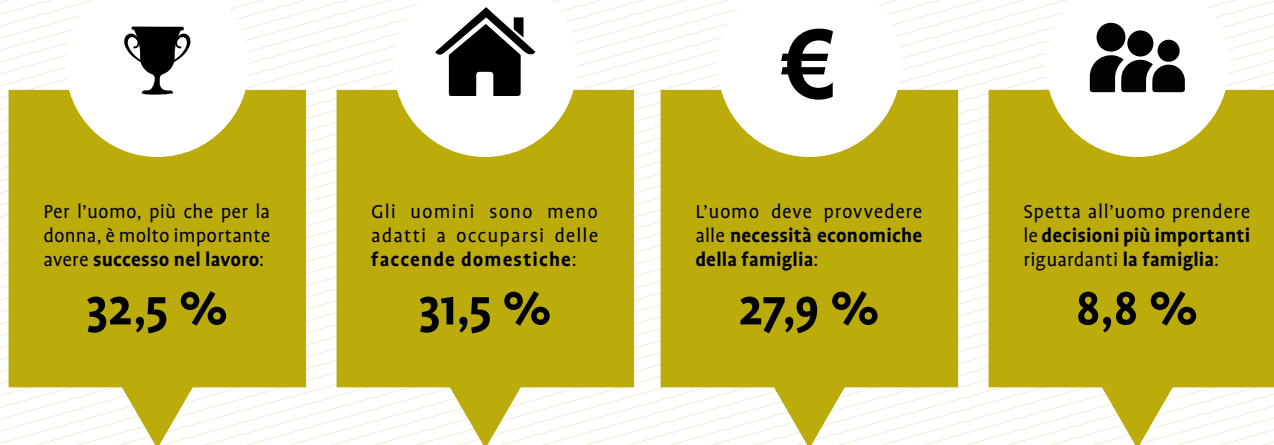 €
Per l’uomo, più che per la
donna, è molto importante
avere successo nel lavoro:
32,5 %
Gli uomini sono meno
adatti a occuparsi delle
faccende domestiche:
31,5 %
L’uomo deve provvedere
alle necessità economiche
della famiglia:
27,9 %
Spetta all’uomo prendere
le decisioni più importanti
riguardanti la famiglia:
8,8 %